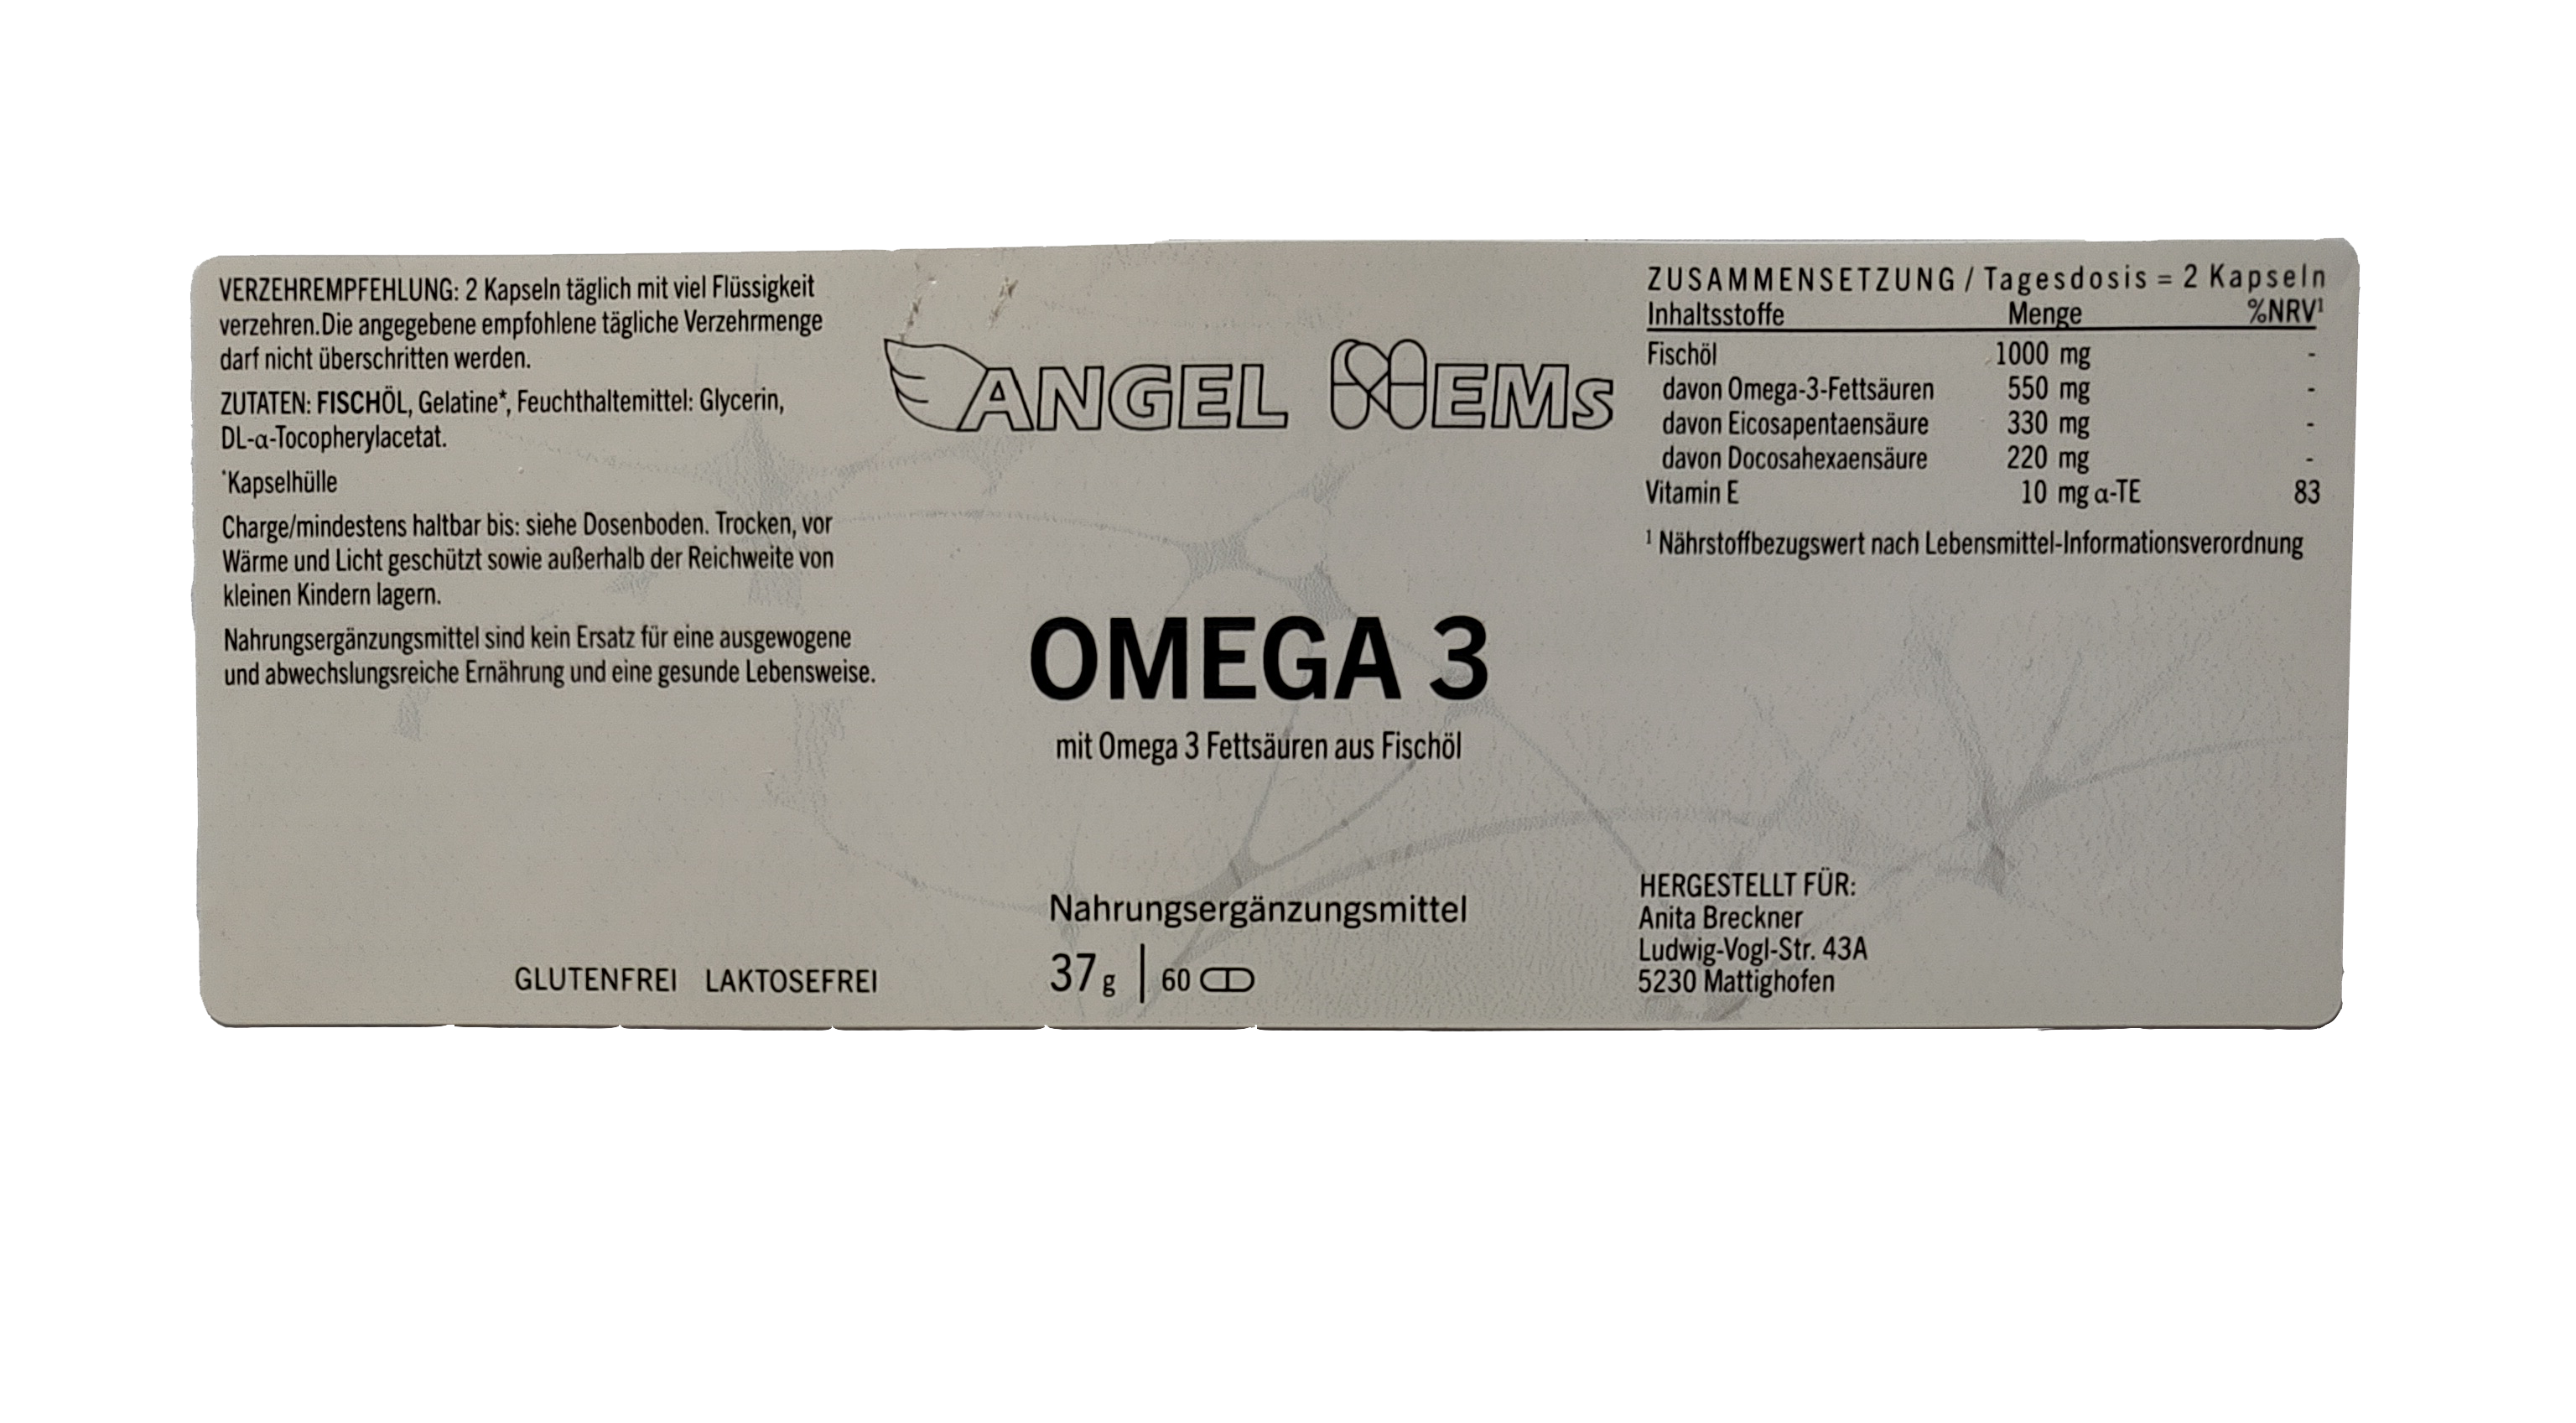 VERZEHREMPFEHLUNG: 2 Kapseln täglich mit viel Flüssigkeit
verzehren.Die angegebene empfohlene tägliche Verzehrmenge
darf nicht überschritten werden.
ZUTATEN: FISCHÖL, Gelatine*, Feuchthaltemittel: Glycerin,
DL-α-Tocopherylacetat.
*Kapselhülle
Charge/mindestens haltbar bis: siehe Dosenboden. Trocken, vor
Wärme und Licht geschützt sowie außerhalb der Reichweite von
kleinen Kindern lagern.
Nahrungsergänzungsmittel sind kein Ersatz für eine ausgewogene
und abwechslungsreiche Ernährung und eine gesunde Lebensweise.
GLUTENFREI LAKTOSEFREI
ANGEL NEMs
OMEGA 3
mit Omega 3 Fettsäuren aus Fischöl
Nahrungsergänzungsmittel
37 g | 60
ZUSAMMENSETZUNG / Tagesdosis = 2 Kapseln
Inhaltsstoffe Menge %NRV¹
Fischöl 1000 mg -
davon Omega-3-Fettsäuren 550 mg -
davon Eicosapentaensäure 330 mg -
davon Docosahexaensäure 220 mg -
Vitamin E 10 mg α-TE 83
¹ Nährstoffbezugswert nach Lebensmittel-Informationsverordnung
HERGESTELLT FÜR:
Anita Breckner
Ludwig-Vogl-Str. 43A
5230 Mattighofen